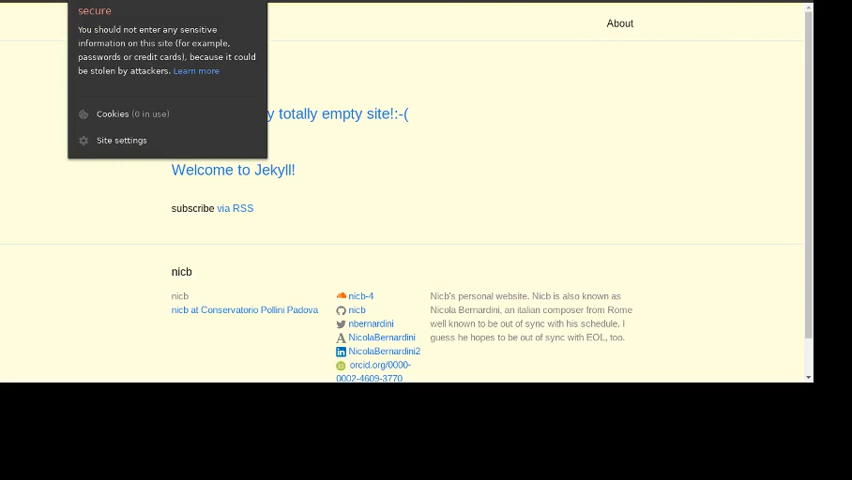 secure
You should not enter any sensitive
information on this site (for example,
passwords or credit cards), because it could
be stolen by attackers. Learn more
Cookies (0 in use)
Site settings
About
y totally empty site!:-(
Welcome to Jekyll!
subscribe via RSS
nicb
nicb
nicb at Conservatorio Pollini Padova
nicb-4
nicb
nbernardini
NicolaBernardini
NicolaBernardini2
orcid.org/0000-
0002-4609-3770
Nicb's personal website. Nicb is also known as
Nicola Bernardini, an italian composer from Rome
well known to be out of sync with his schedule. I
guess he hopes to be out of sync with EOL, too.